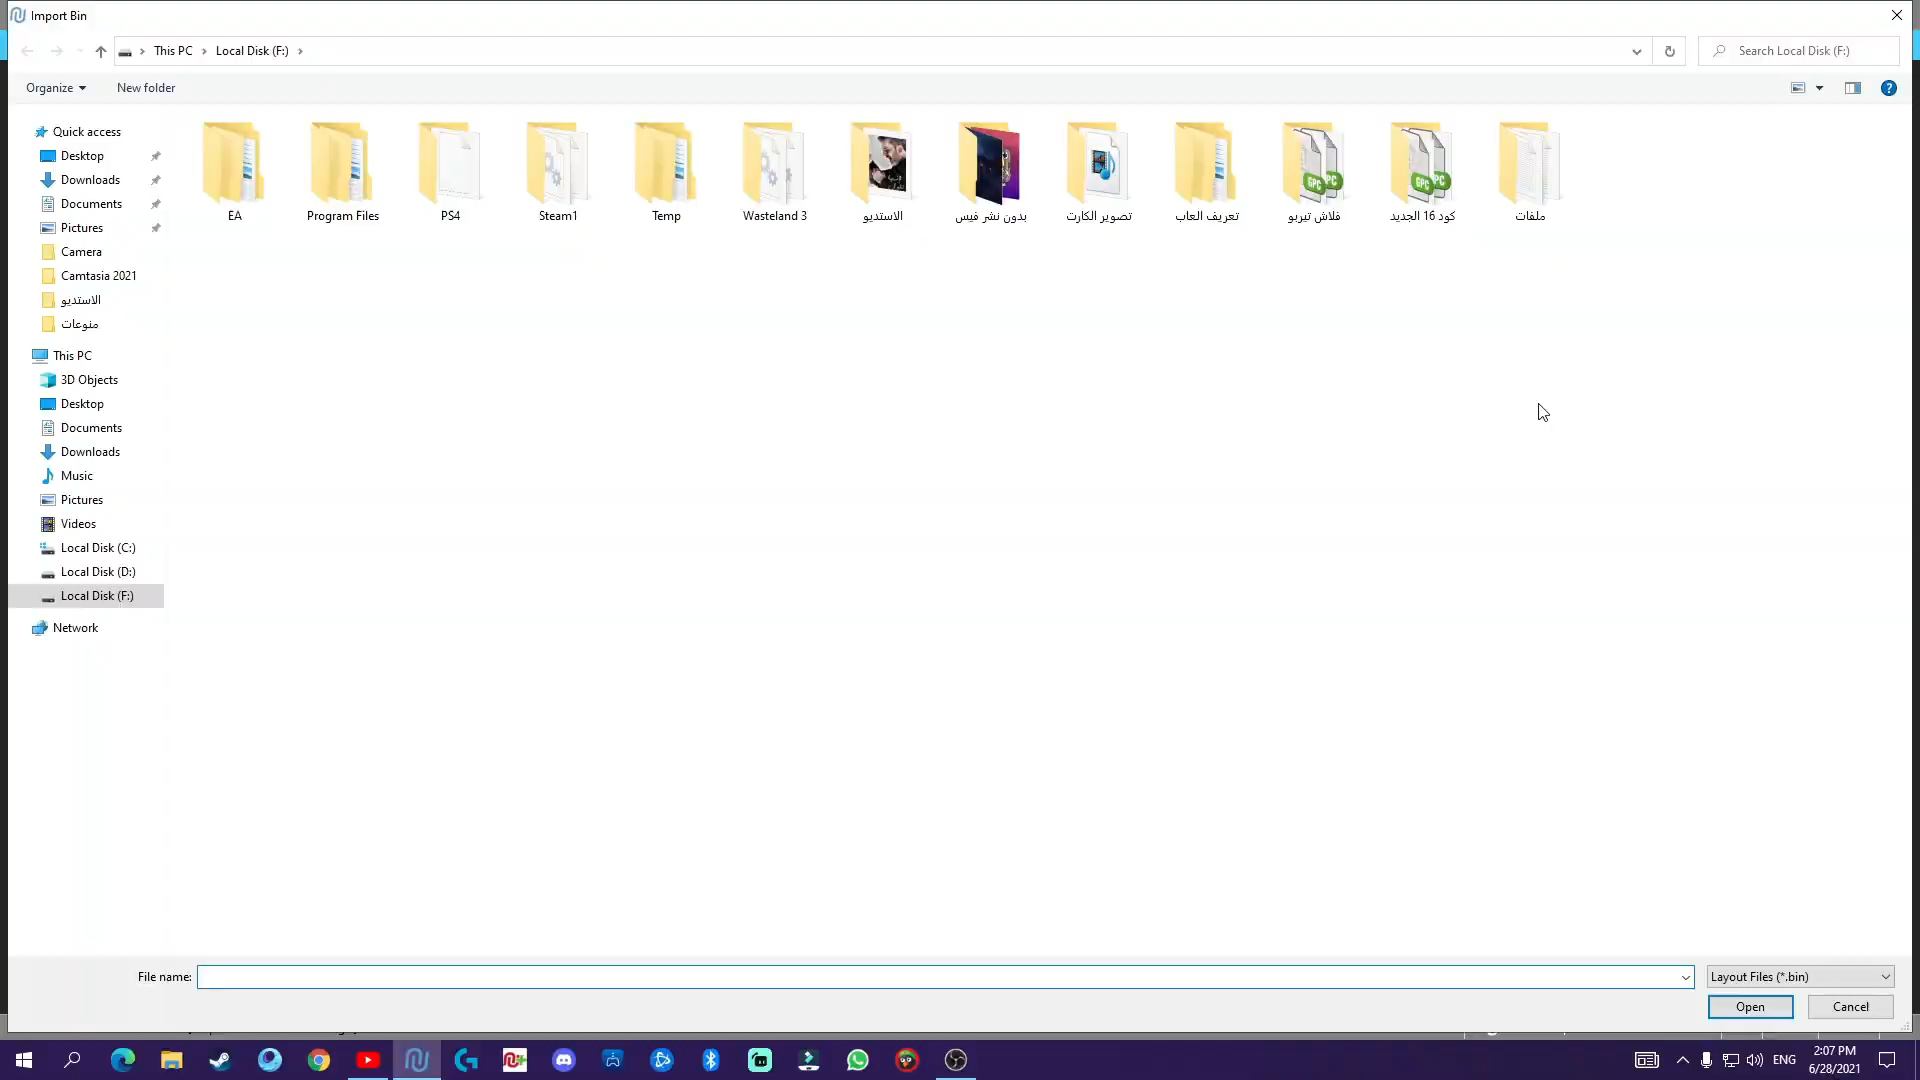 Import Bin
This PC
Local Disk (F:)
Search Local Disk (F:)
Organize
New folder
Quick access
Desktop
Downloads
Documents
Pictures
Camera
Camtasia 2021
الاستديو
منوعات
This PC
3D Objects
Desktop
Documents
Downloads
Music
Pictures
Videos
Local Disk (C:)
Local Disk (D:)
Local Disk (F:)
Network
EA
Program Files
PS4
Steam1
Temp
Wasteland 3
الاستديو
بدون نشر فيس
تصوير الكارت
تعريف العاب
فلاش تيربو
كود 16 الجديد
ملفات
GPC
PC
GPC
PC
File name:
Layout Files (*.bin)
Open
Cancel
ENG
2:07 PM
6/28/2021